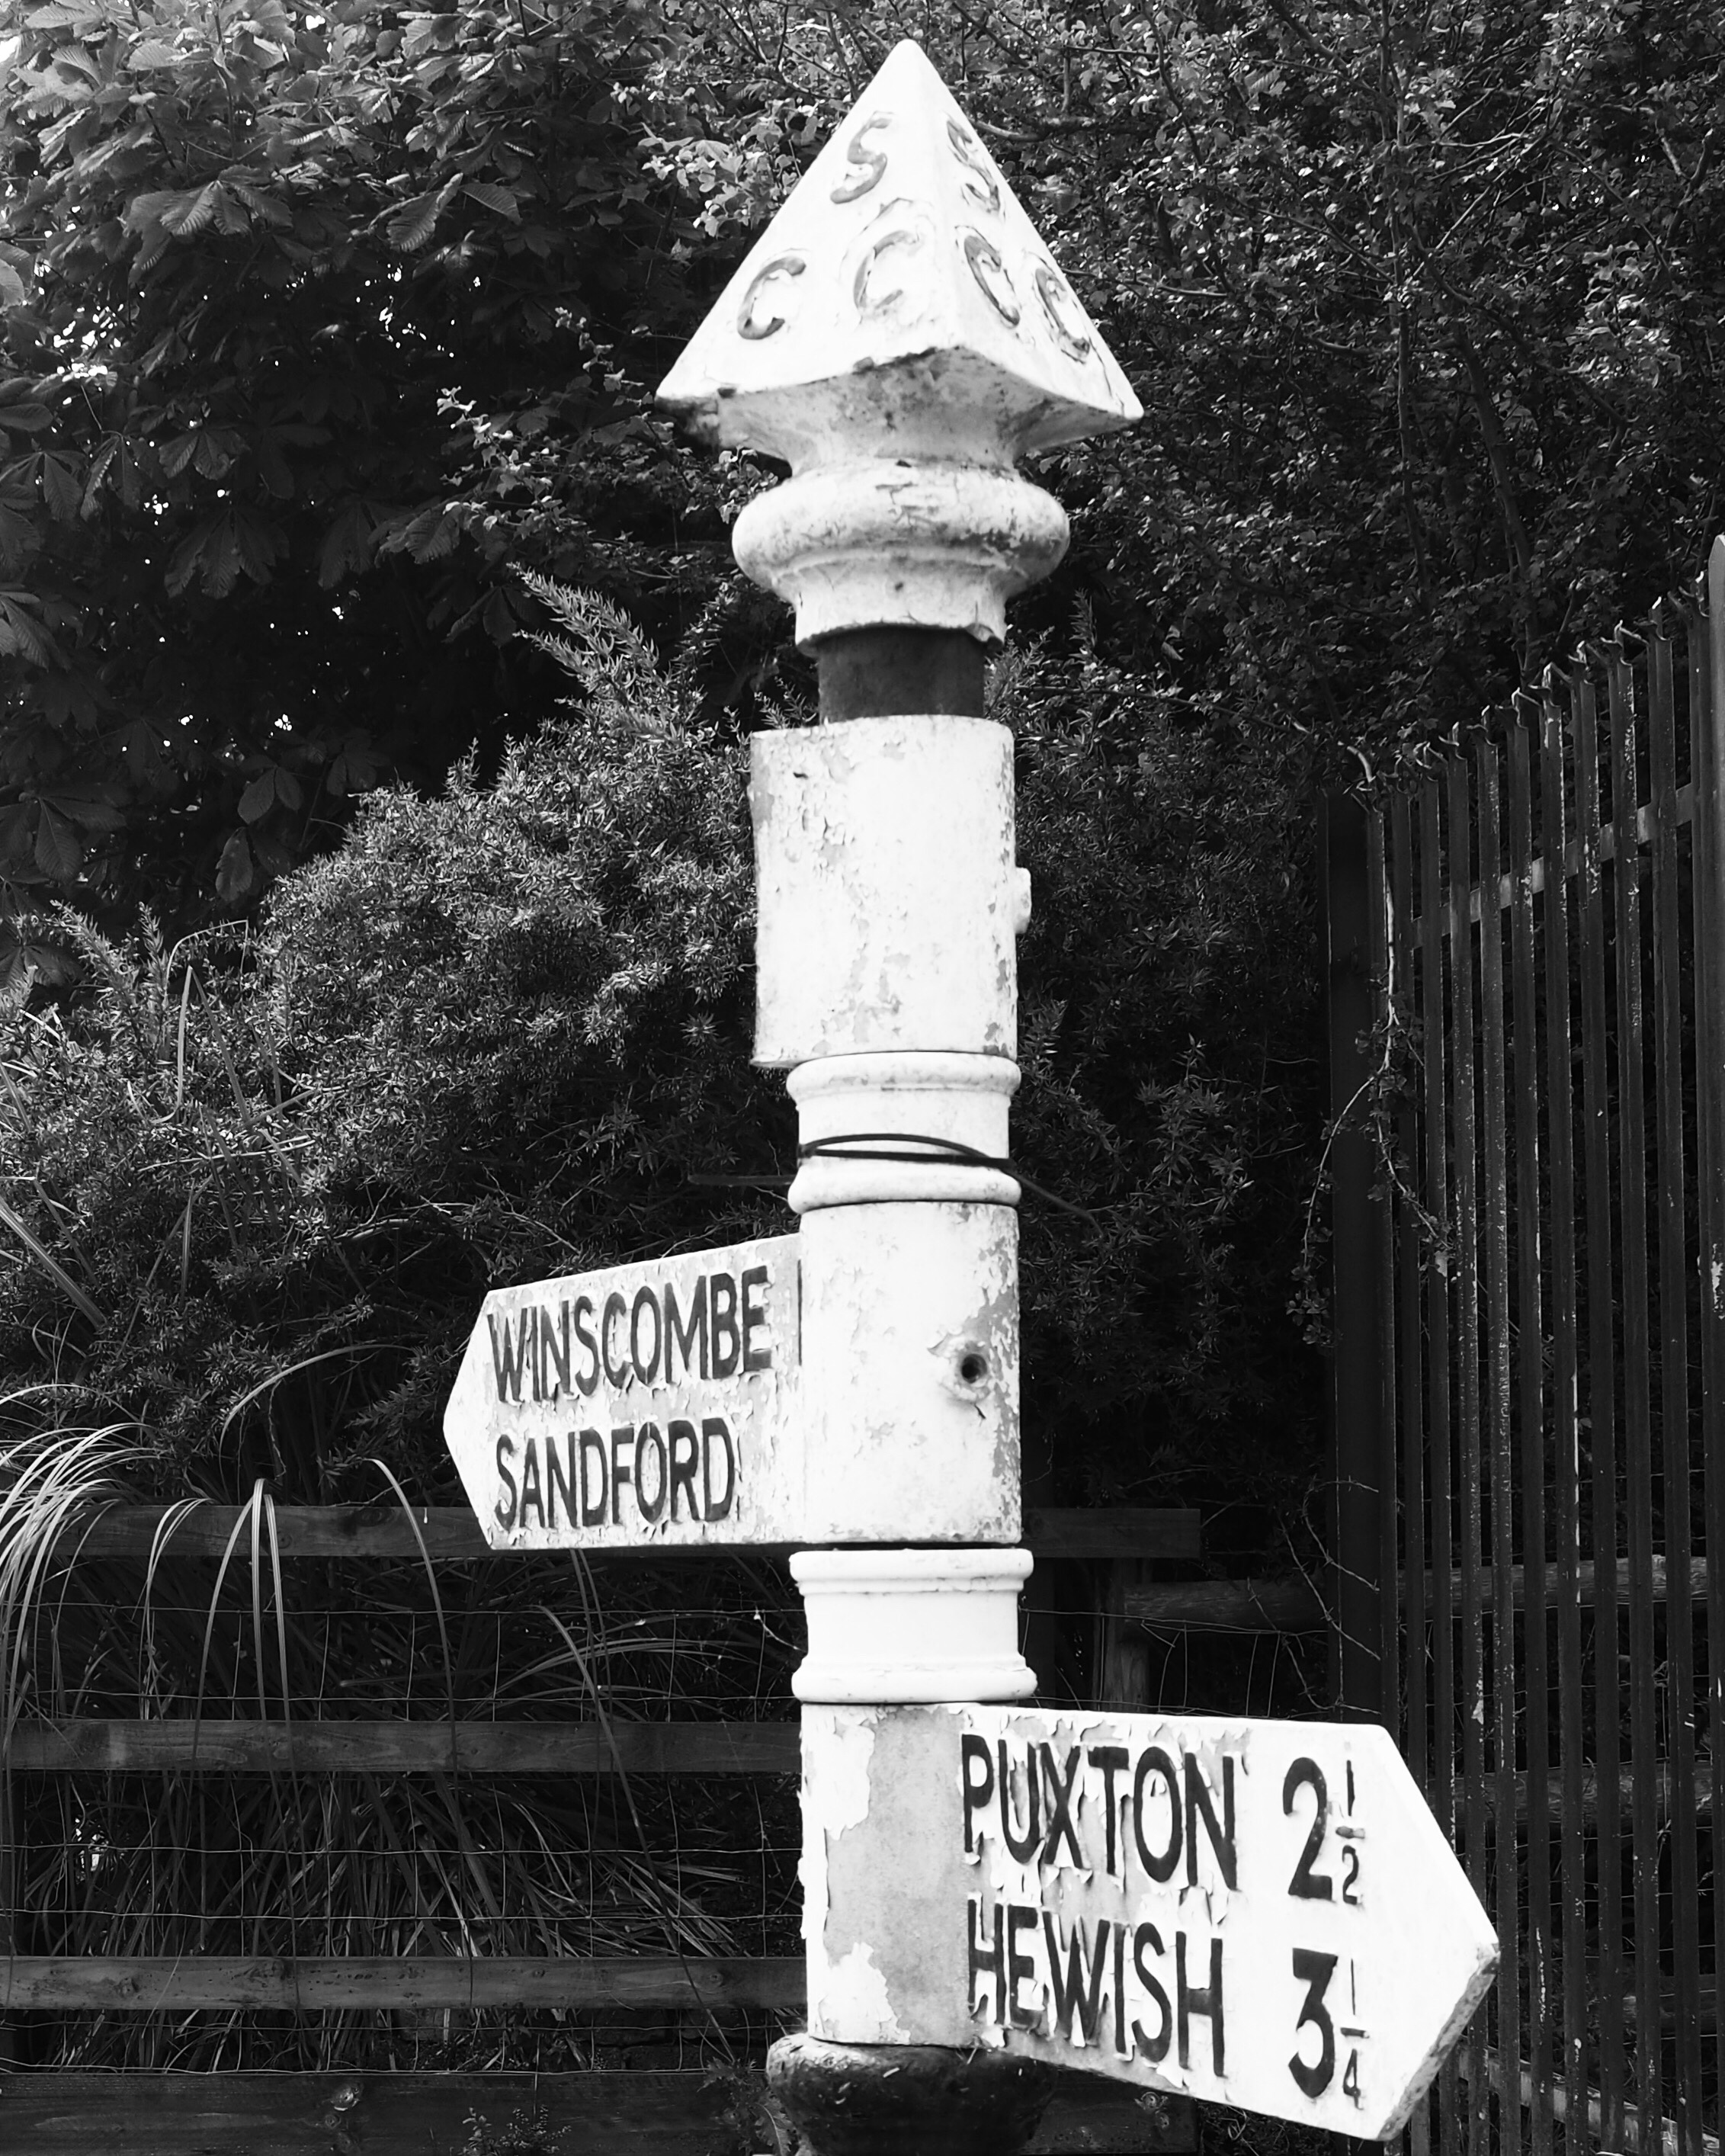 S
C C
S
C C
WINSCOMBE
SANDFORD
PUXTON 2 1/2
HEWISH 3 1/4